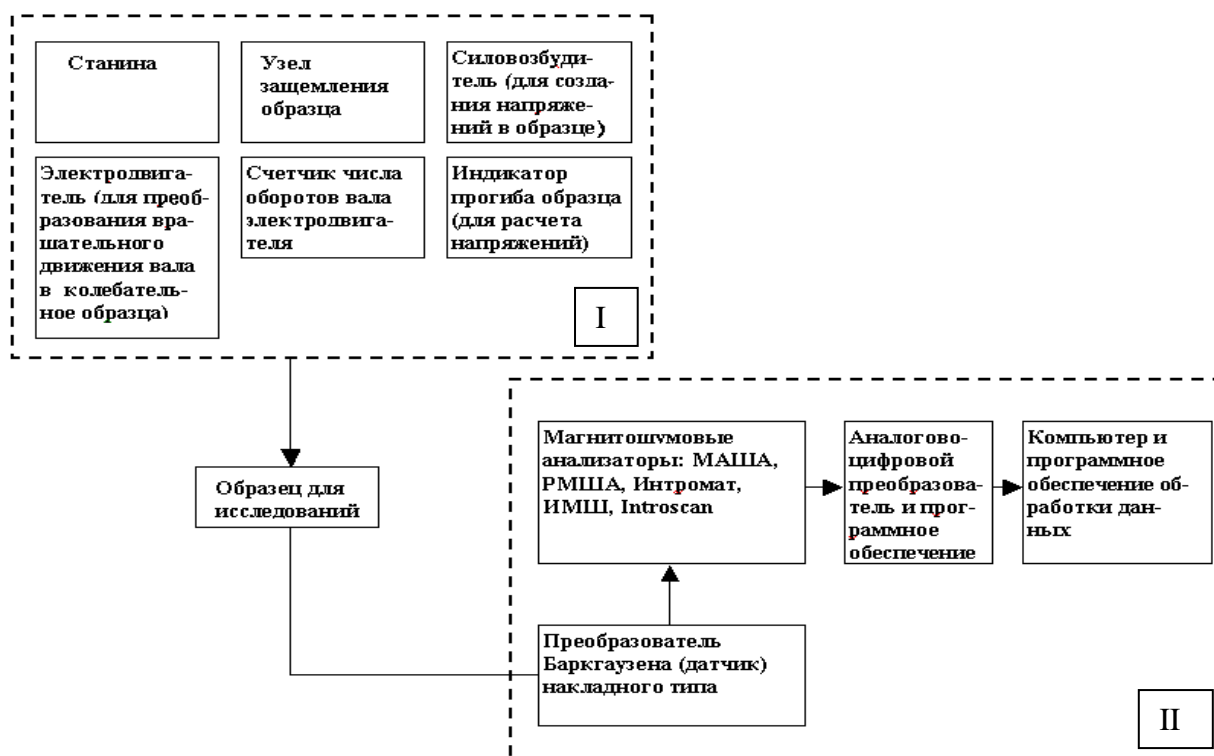 Станина
Узел
защемления
образца
Силовозбуди-
тель (для созда-
ния напряже-
ний в образце)
Электродвига-
тель (для преоб-
разования вра-
щательного
движения вала
в колебатель-
ное образца)
Счетчик числа
оборотов вала
электродвига-
теля
Индикатор
прогиба образца
(для расчета
напряжений)
I
Образец для
исследований
Магнитошумовые
анализаторы: МАША,
РМША, Интромат,
ИМШ, Introscan
Аналогово-
цифровой
преобразова-
тель и прог-
раммное
обеспечение
Компьютер и
программное
обеспечение об-
работки дан-
ных
Преобразователь
Баркгаузена (датчик)
накладного типа
II